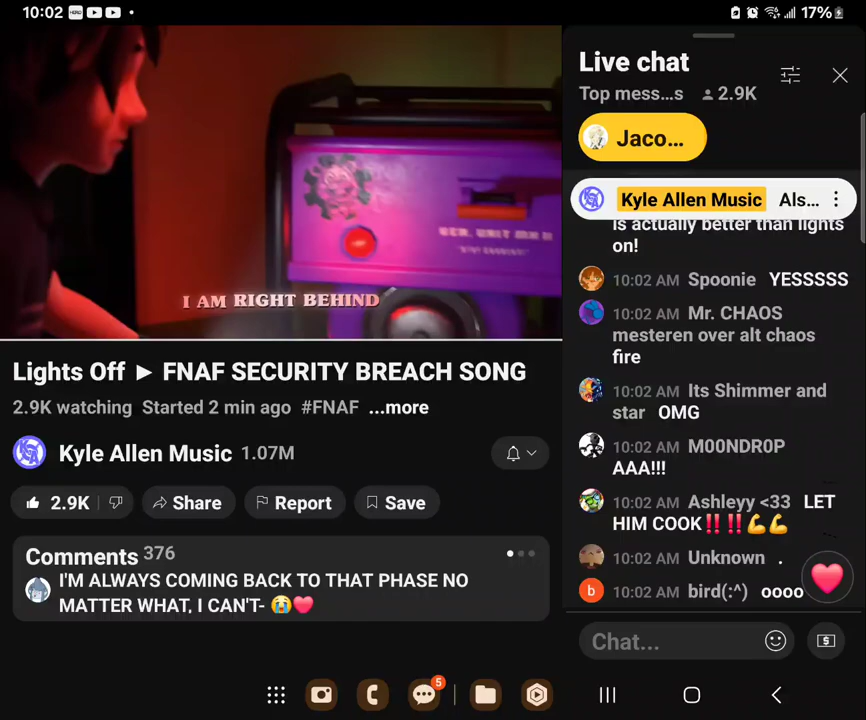 10:02
17%
I AM RIGHT BEHIND
Lights Off ► FNAF SECURITY BREACH SONG
2.9K watching Started 2 min ago #FNAF ...more
Kyle Allen Music 1.07M
2.9K
Share
Report
Save
Comments 376
I'M ALWAYS COMING BACK TO THAT PHASE NO
MATTER WHAT, I CAN'T- 😭❤️
Live chat
Top mess...s 2.9K
Jaco...
Kyle Allen Music Als...
is actually better than lights
on!
10:02 AM Spoonie YESSSSS
10:02 AM Mr. CHAOS
mesteren over alt chaos
fire
10:02 AM Its Shimmer and
star OMG
10:02 AM M00NDR0P
AAA!!!
10:02 AM Ashleyy <33 LET
HIM COOK‼️‼️💪💪
10:02 AM Unknown .
b
10:02 AM bird(:^) oooo
Chat...
5